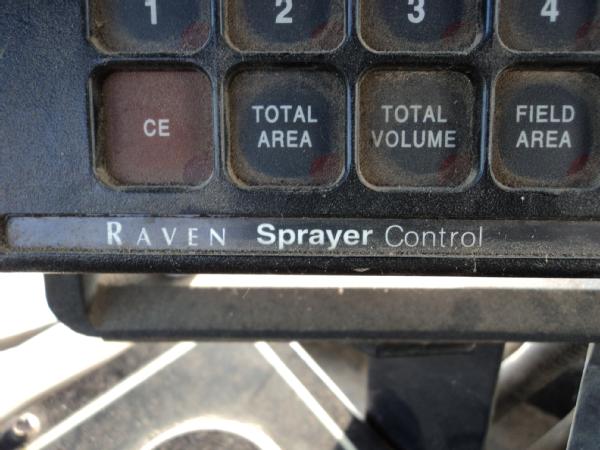 1 2 3 4
CE TOTAL AREA TOTAL VOLUME FIELD AREA
RAVEN Sprayer Control